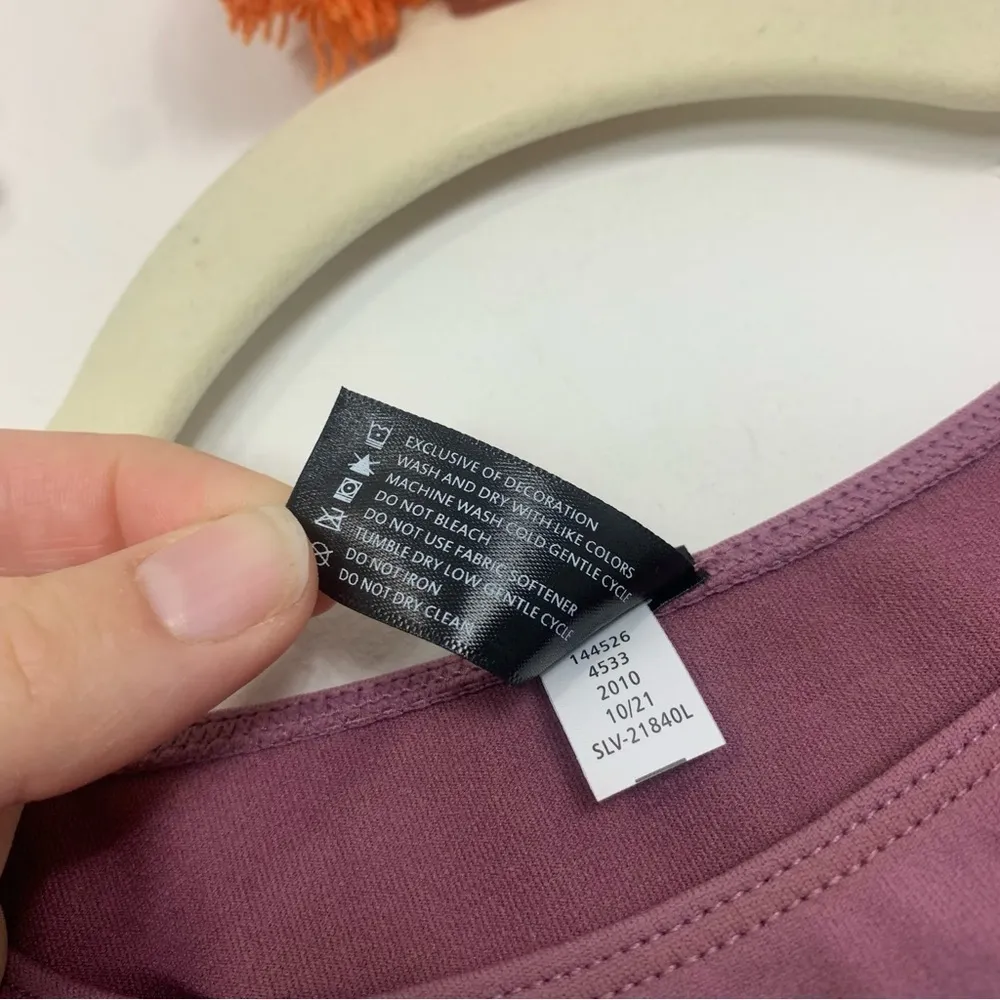 EXCLUSIVE OF DECORATION
WASH AND DRY WITH LIKE COLORS
MACHINE WASH COLD GENTLE CYCLE
DO NOT BLEACH
DO NOT USE FABRIC SOFTENER
TUMBLE DRY LOW, GENTLE CYCLE
DO NOT IRON
DO NOT DRY CLEAN
144526
4533
2010
10/21
SLV-21840L